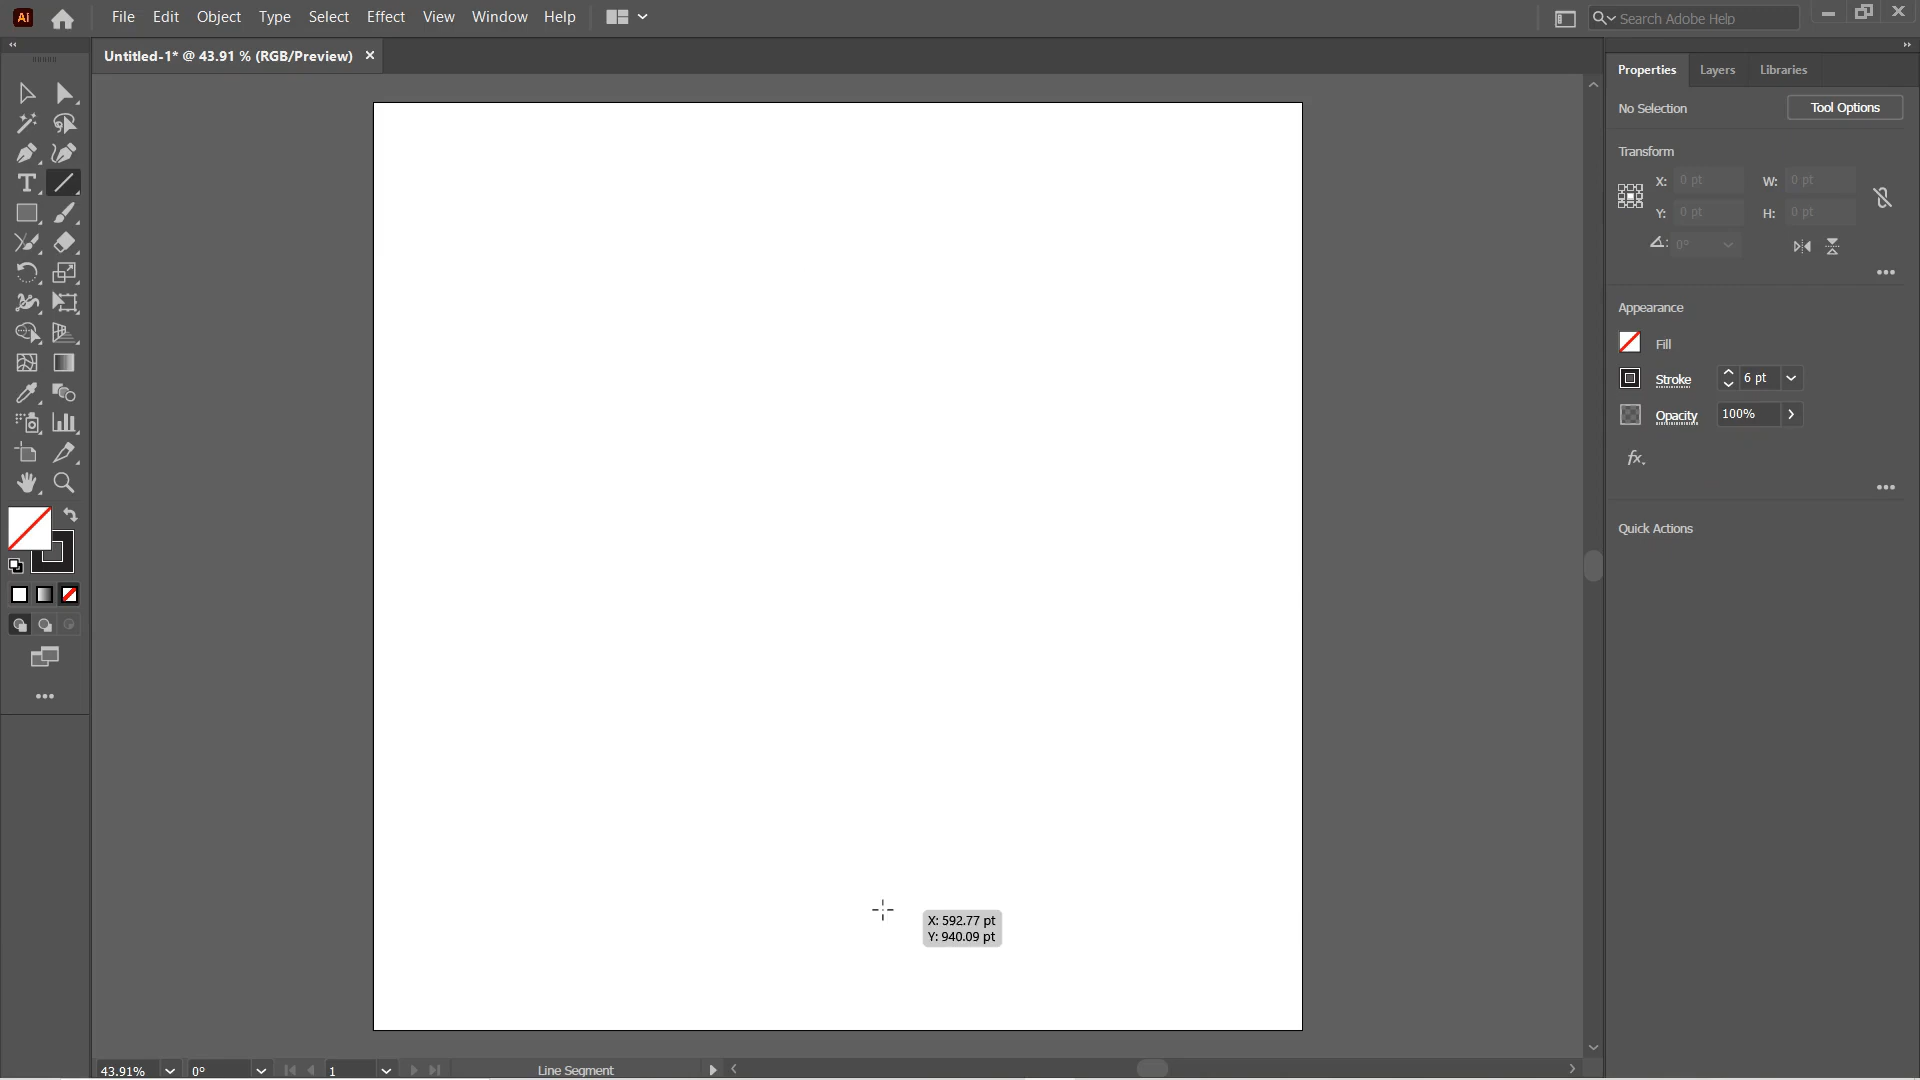 Ai File Edit Object Type Select Effect View Window Help Search Adobe Help
Untitled-1* @ 43.91 % (RGB/Preview)
Properties Layers Libraries
No Selection Tool Options
Transform
X: 0 pt W: 0 pt
Y: 0 pt H: 0 pt
0°
Appearance
Fill
Stroke 6 pt
Opacity 100%
fx
Quick Actions
X: 592.77 pt
Y: 940.09 pt
43.91% 0° 1 Line Segment